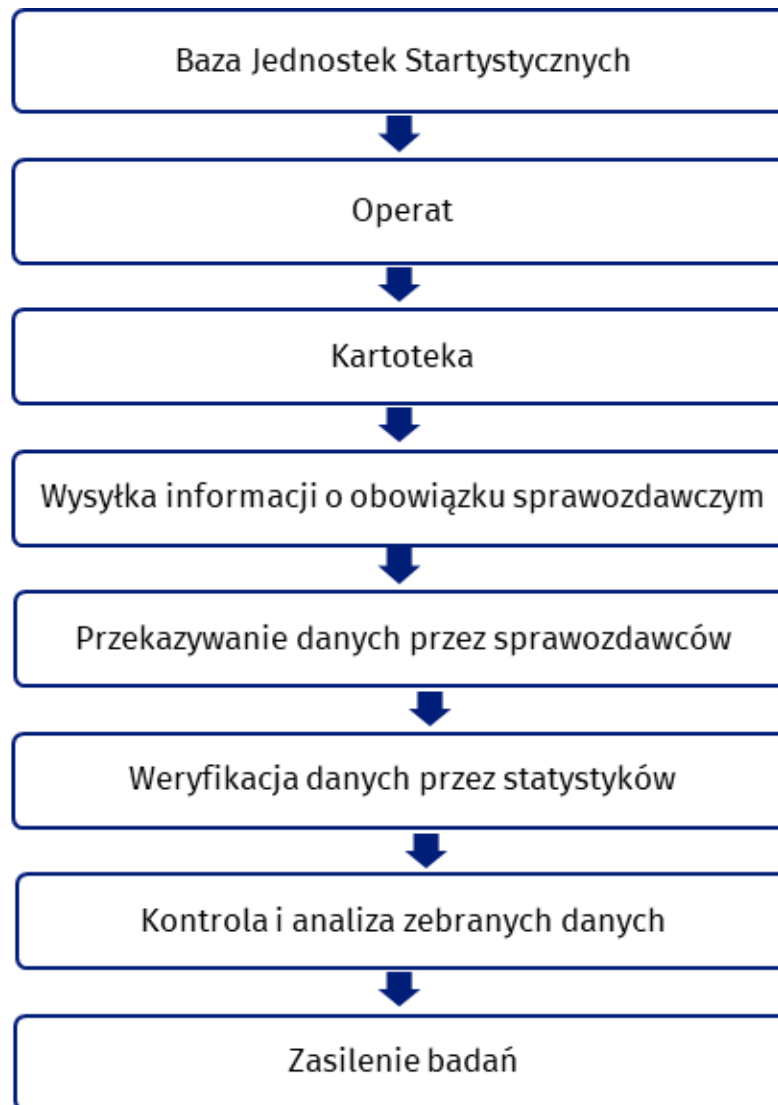 Baza Jednostek Startystycznych
Operat
Kartoteka
Wysyłka informacji o obowiązku sprawozdawczym
Przekazywanie danych przez sprawozdawców
Weryfikacja danych przez statystyków
Kontrola i analiza zebranych danych
Zasilenie badań